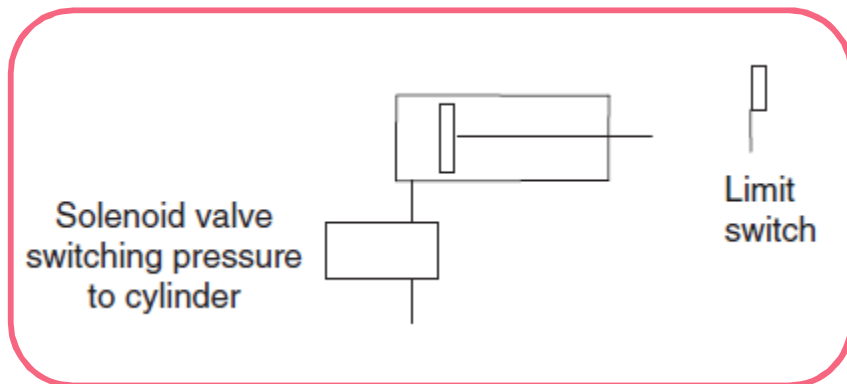 Solenoid valve
switching pressure
to cylinder
Limit
switch